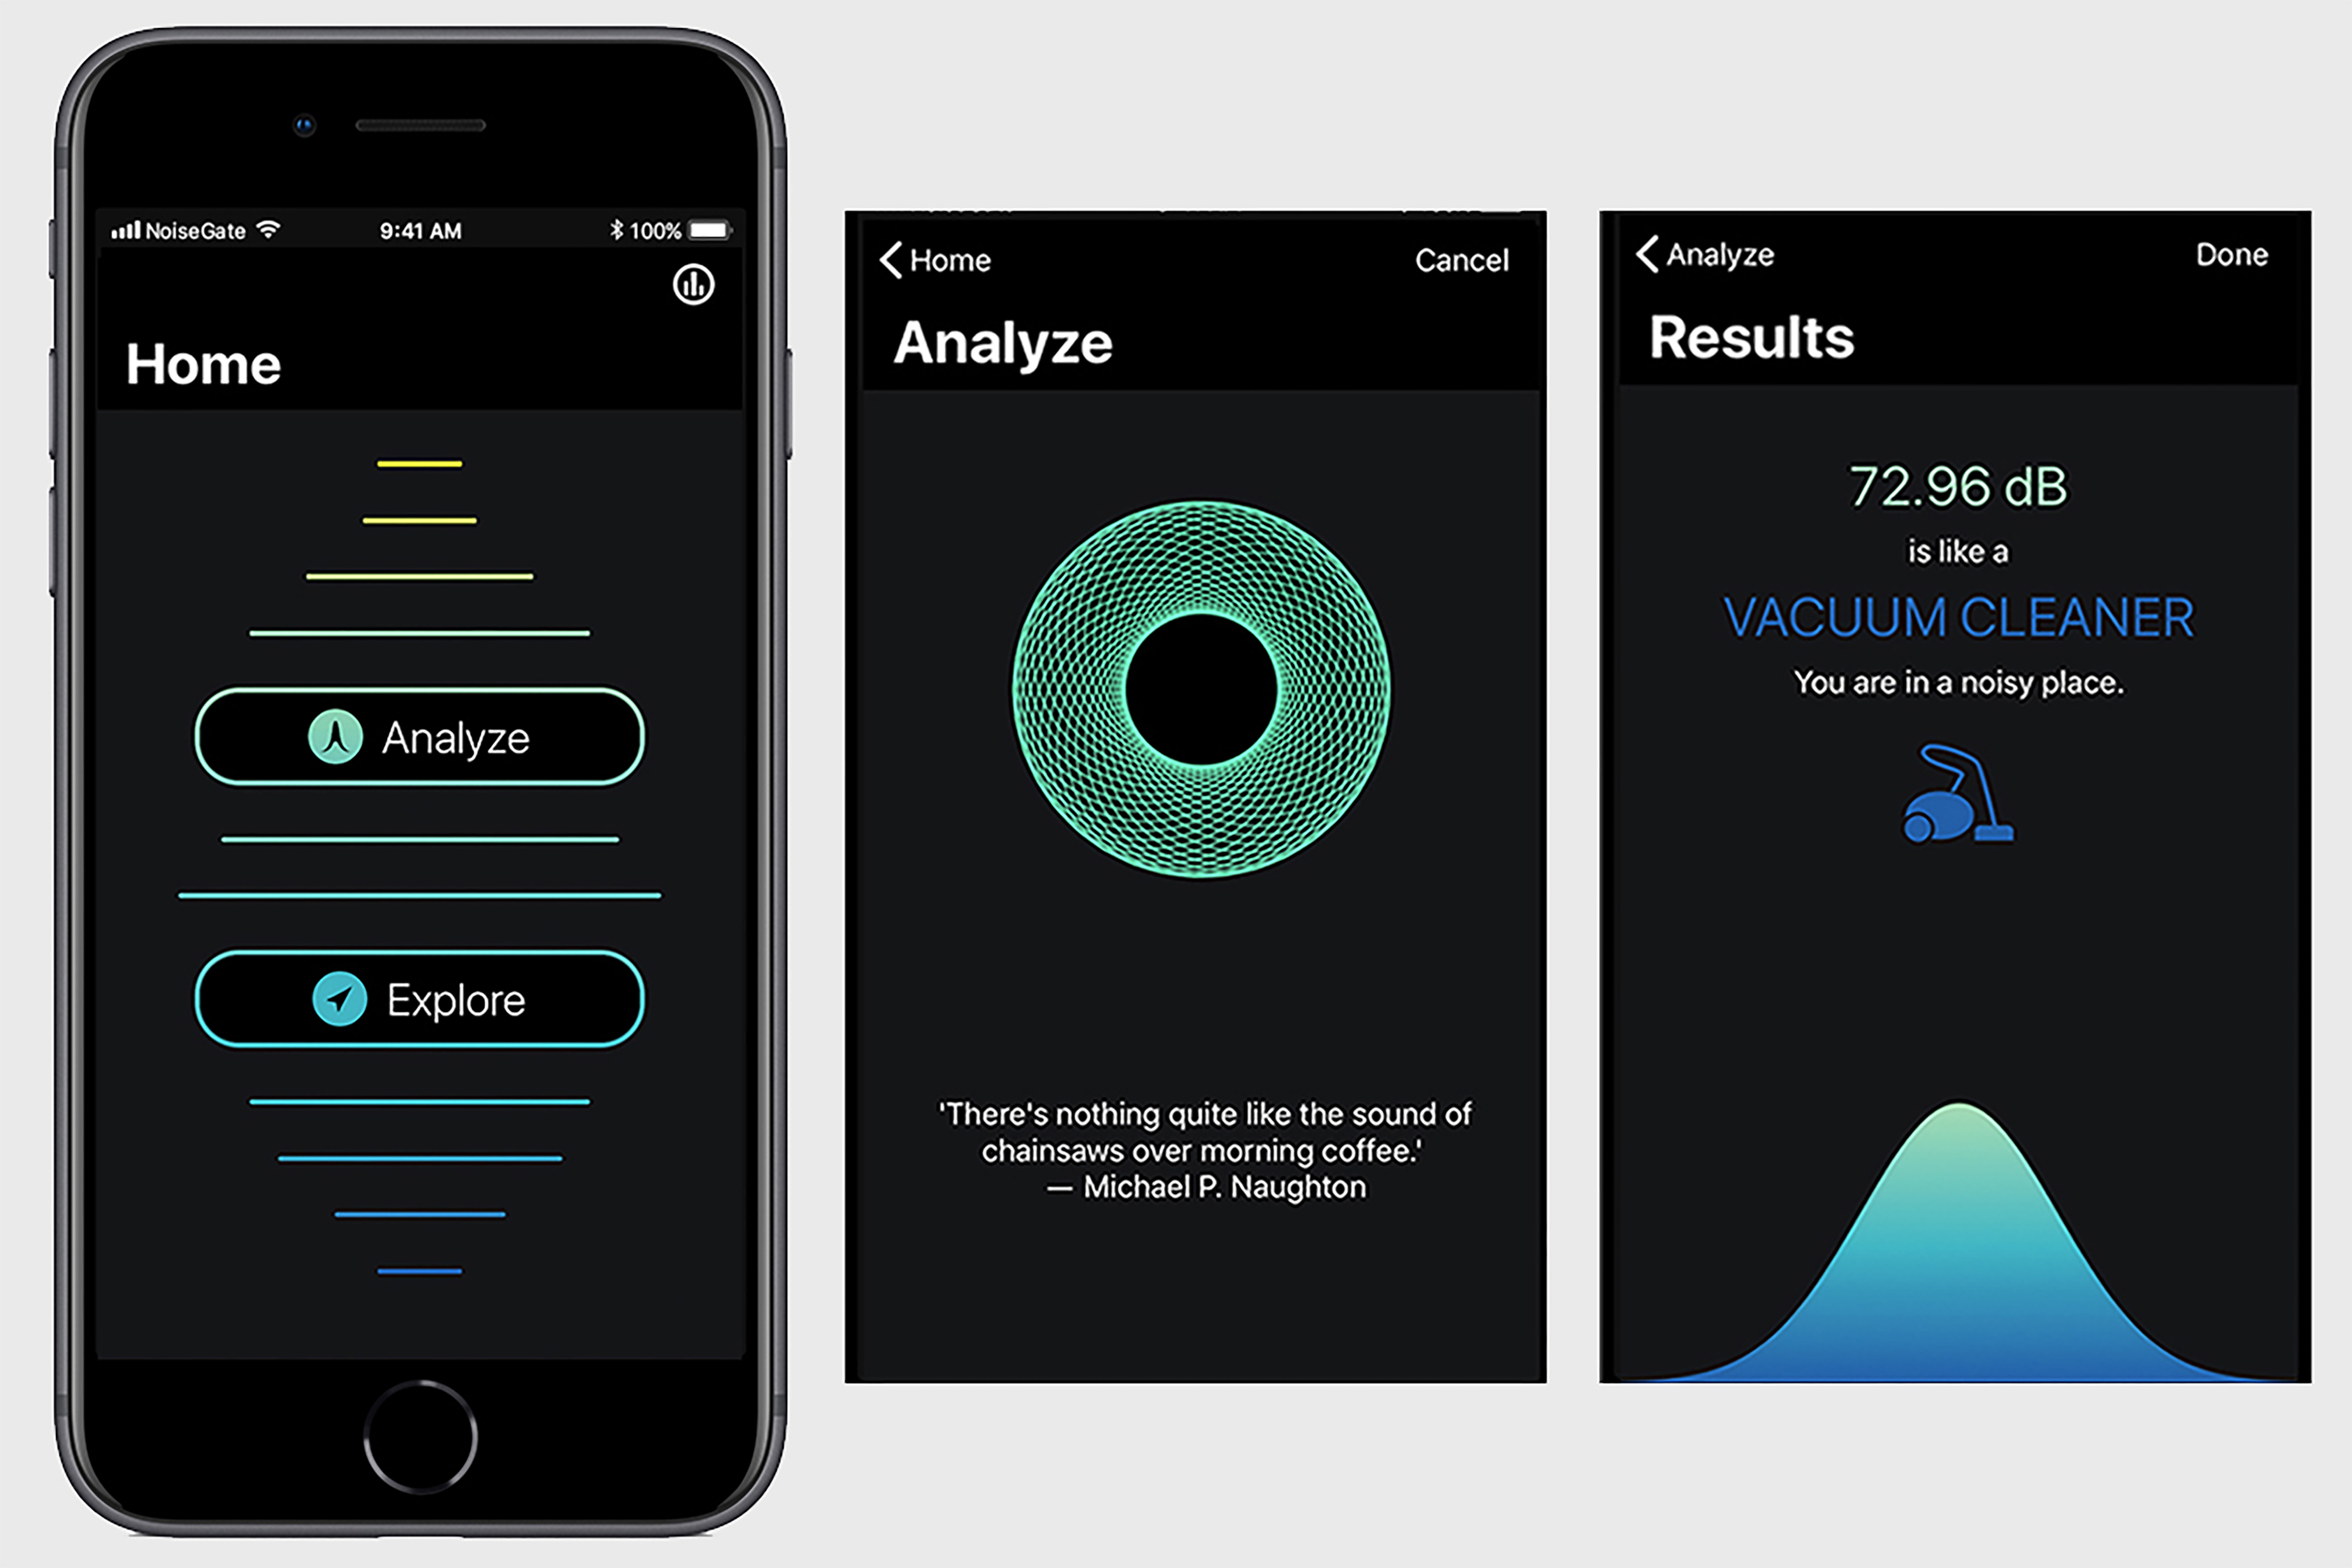 NoiseGate
9:41 AM
100%
Home
Analyze
Explore
Home
Cancel
Analyze
'There's nothing quite like the sound of
chainsaws over morning coffee.'
— Michael P. Naughton
Analyze
Done
Results
72.96 dB
is like a
VACUUM CLEANER
You are in a noisy place.